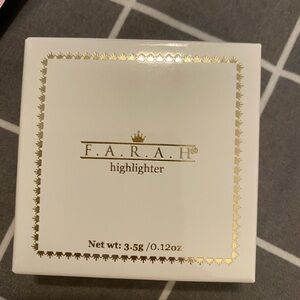 F.A.R.A.H®
highlighter
Net wt: 3.5g /0.12oz